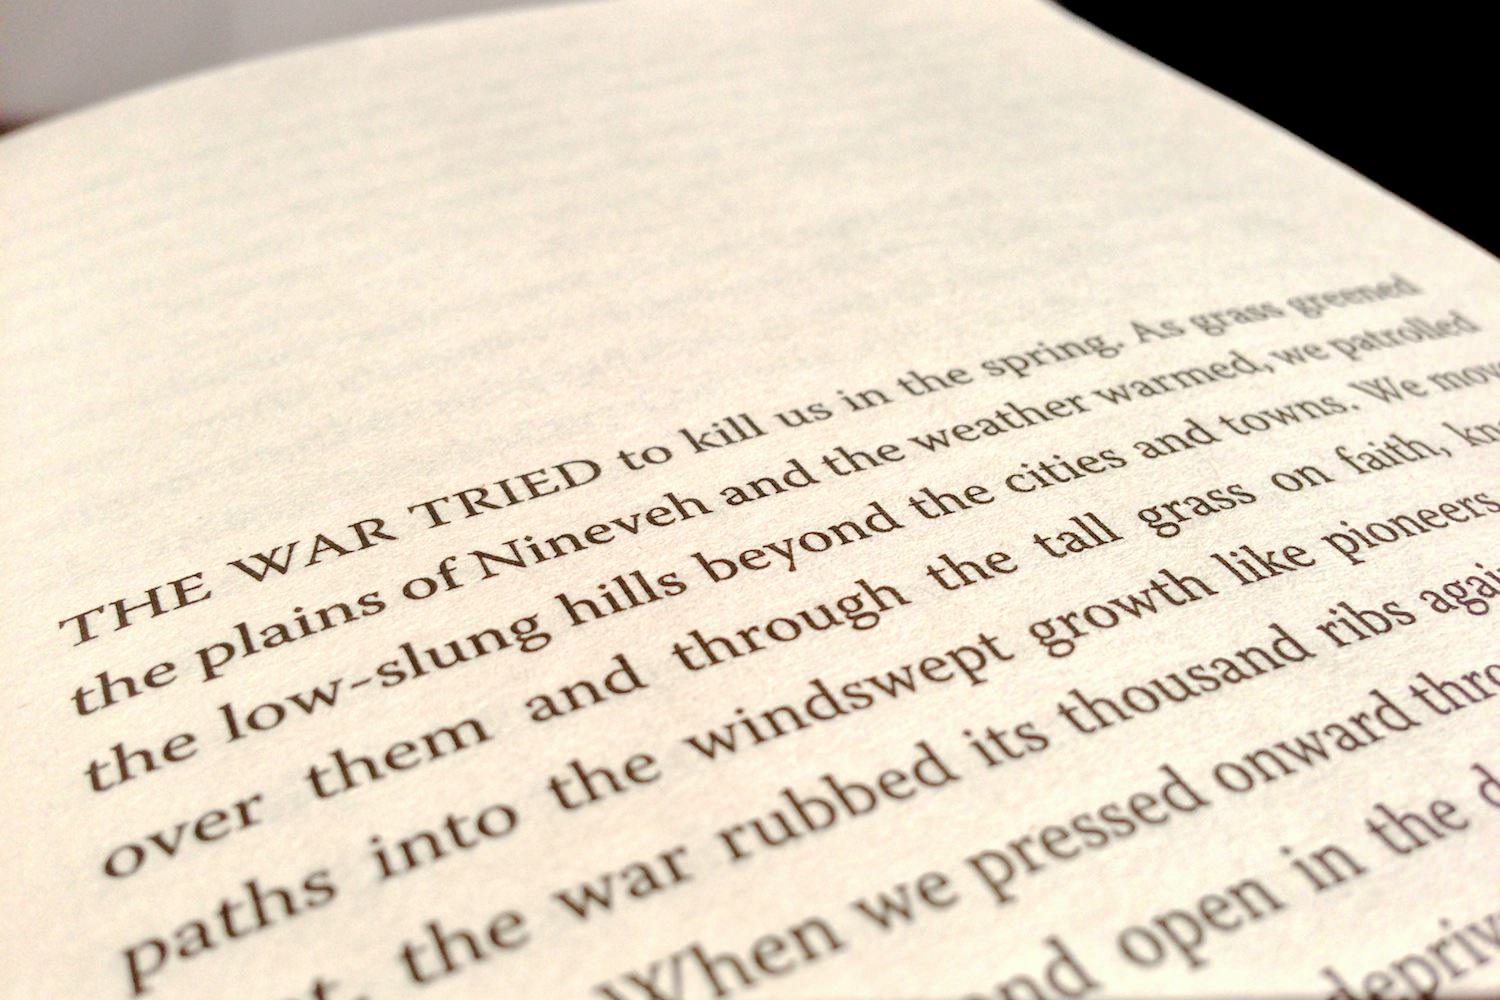 THE WAR TRIED to kill us in the spring. As grass greened
the plains of Nineveh and the weather warmed, we patrolled
the low-slung hills beyond the cities and towns. We
over them and through the tall grass on faith,
paths into the windswept growth like pioneers
the war rubbed its thousand ribs
When we pressed onward
open in the